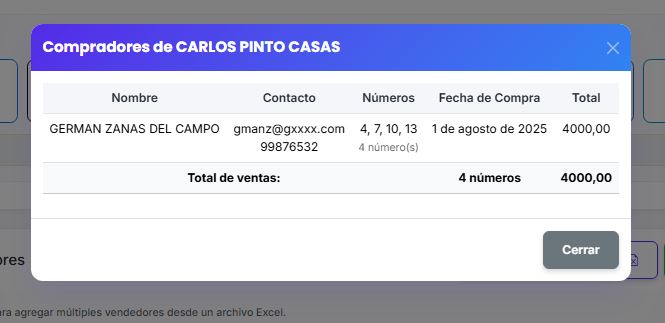 Compradores de CARLOS PINTO CASAS
Nombre Contacto Números Fecha de Compra Total
GERMAN ZANAS DEL CAMPO gmanz@gxxxx.com 4, 7, 10, 13 1 de agosto de 2025 4000,00
99876532 4 número(s)
Total de ventas: 4 números 4000,00
Cerrar
ores
ara agregar múltiples vendedores desde un archivo Excel.